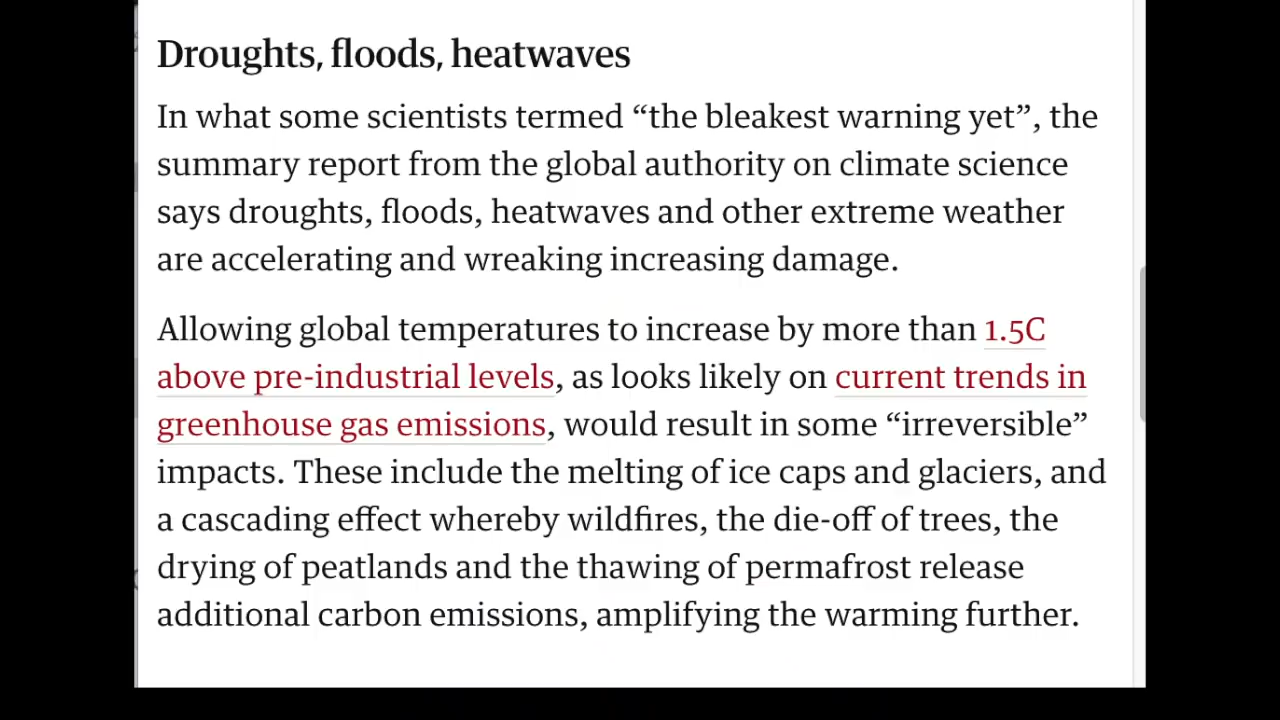 Droughts, floods, heatwaves
In what some scientists termed “the bleakest warning yet”, the
summary report from the global authority on climate science
says droughts, floods, heatwaves and other extreme weather
are accelerating and wreaking increasing damage.
Allowing global temperatures to increase by more than 1.5C
above pre-industrial levels, as looks likely on current trends in
greenhouse gas emissions, would result in some “irreversible”
impacts. These include the melting of ice caps and glaciers, and
a cascading effect whereby wildfires, the die-off of trees, the
drying of peatlands and the thawing of permafrost release
additional carbon emissions, amplifying the warming further.